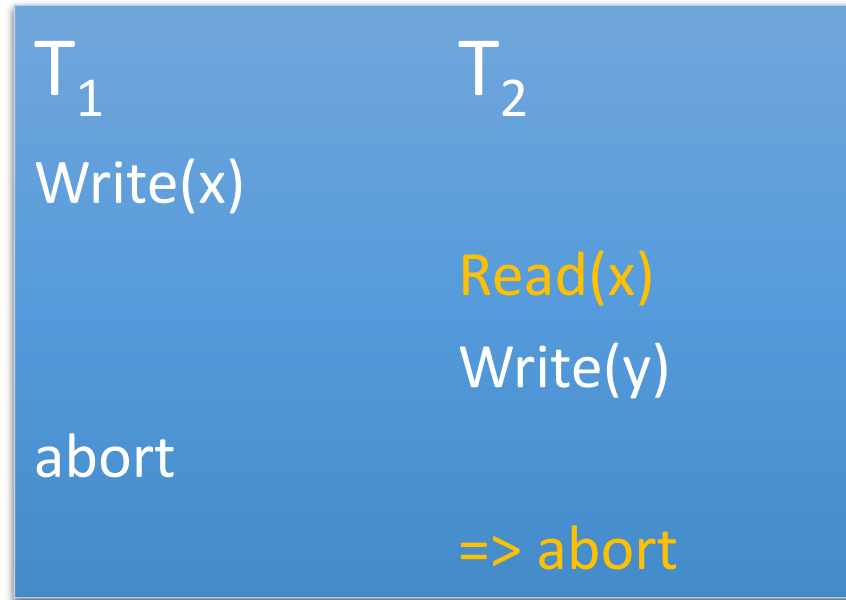 T₁ T₂
Write(x)
Read(x)
Write(y)
abort
=> abort